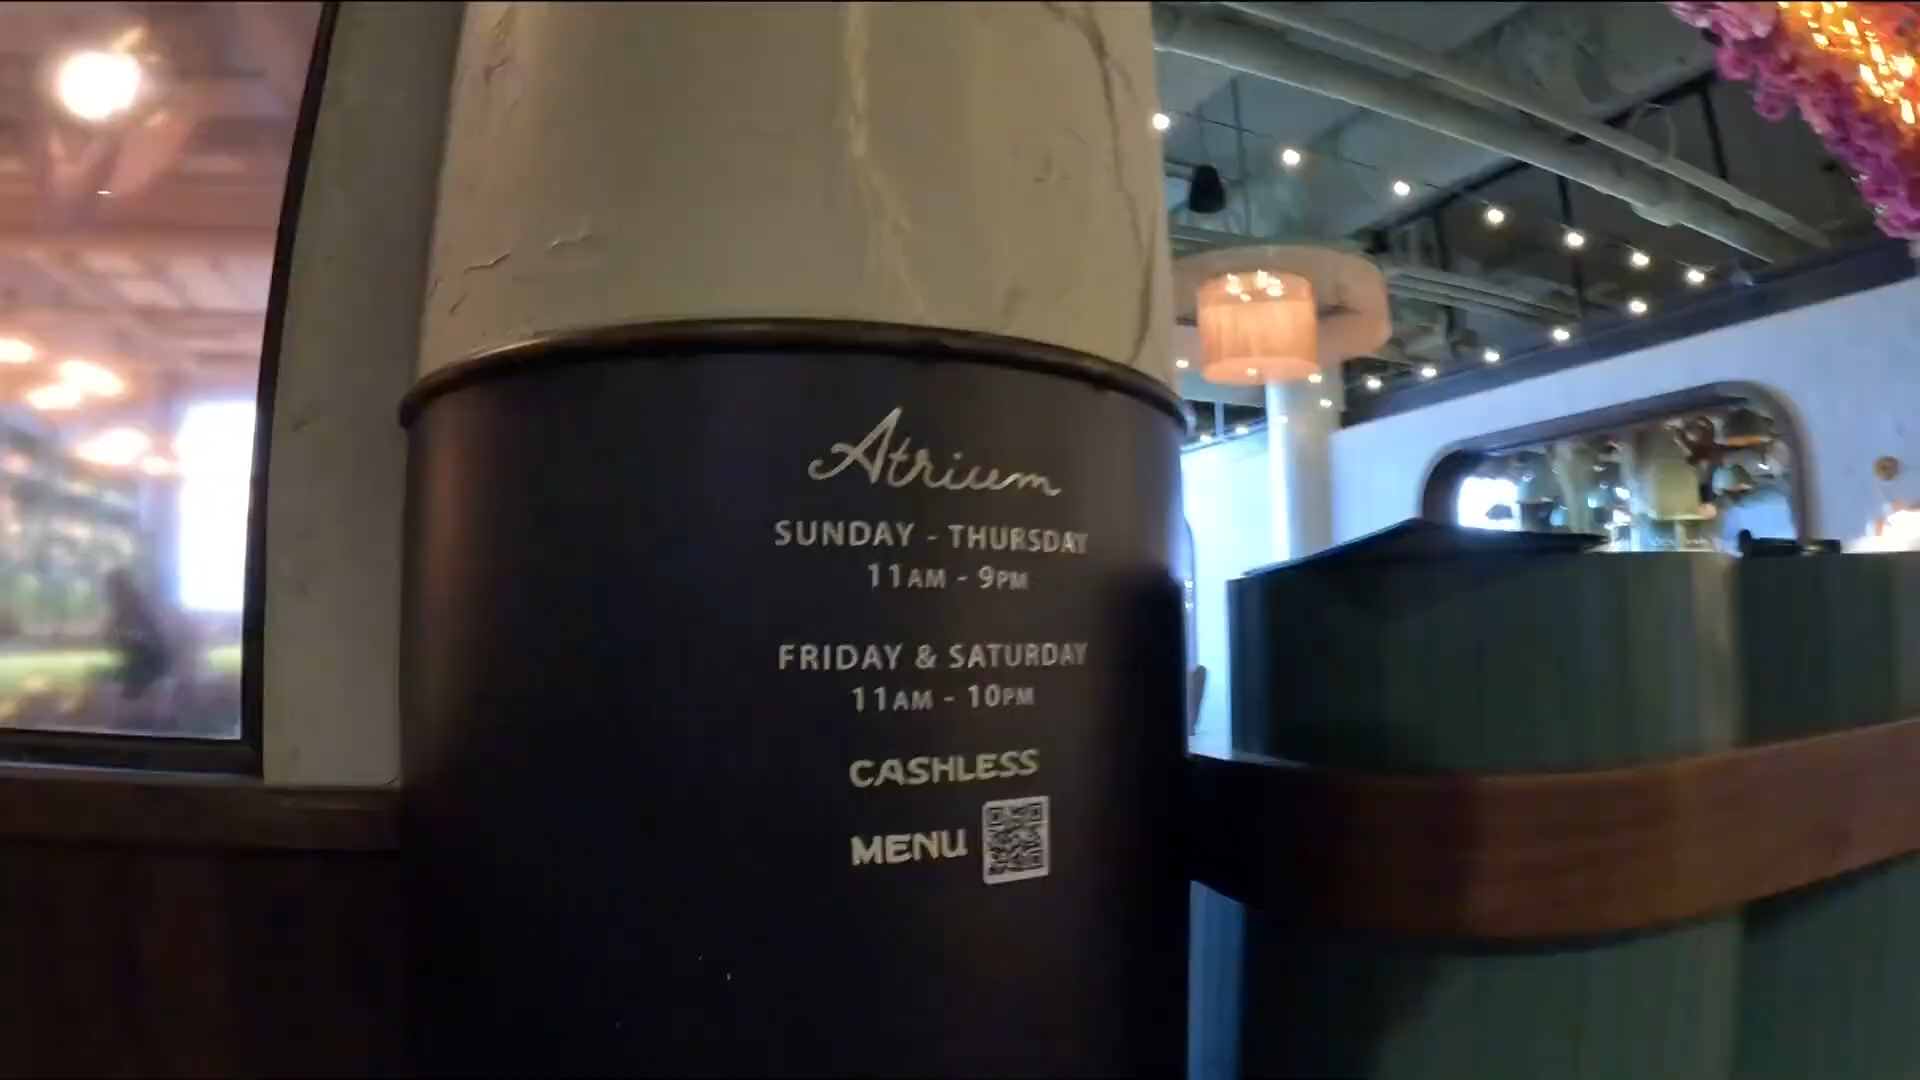 Atrium
SUNDAY - THURSDAY
11AM - 9PM
FRIDAY & SATURDAY
11AM - 10PM
CASHLESS
MENU